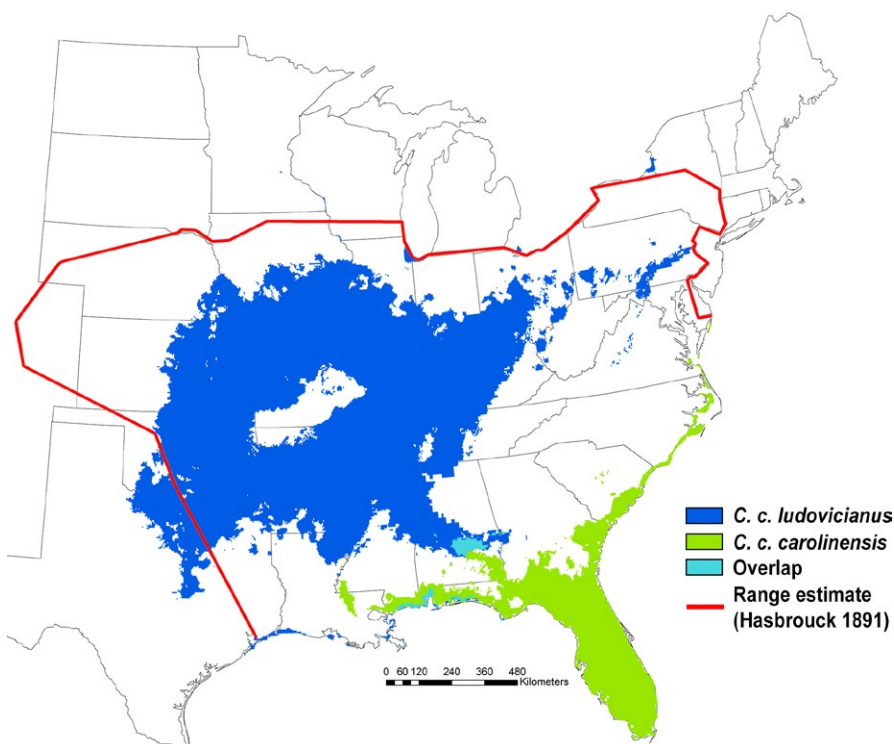 C. c. ludovicianus
C. c. carolinensis
Overlap
Range estimate
(Hasbrouck 1891)
0 60 120 240 360 480
Kilometers